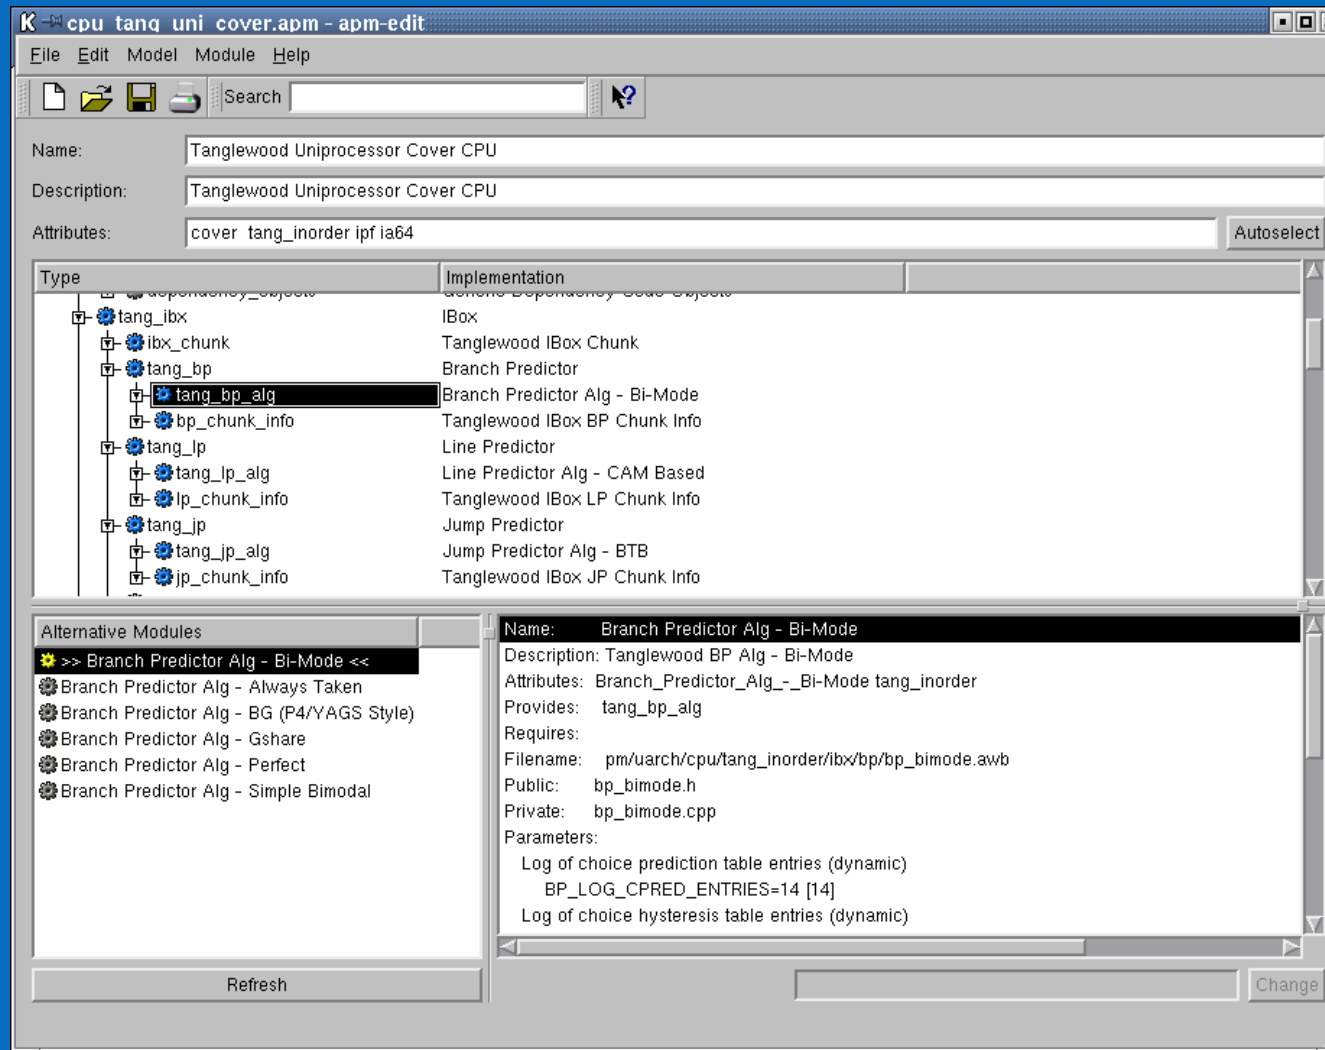 cpu_tang_uni_cover.apm - apm-edit
File Edit Model Module Help
Search
Name: Tanglewood Uniprocessor Cover CPU
Description: Tanglewood Uniprocessor Cover CPU
Attributes: cover tang_inorder ipf ia64 Autoselect
Type Implementation
dependency_objects Generic Dependency Code Objects
tang_ibx IBox
ibx_chunk Tanglewood IBox Chunk
tang_bp Branch Predictor
tang_bp_alg Branch Predictor Alg - Bi-Mode
bp_chunk_info Tanglewood IBox BP Chunk Info
tang_lp Line Predictor
tang_lp_alg Line Predictor Alg - CAM Based
lp_chunk_info Tanglewood IBox LP Chunk Info
tang_jp Jump Predictor
tang_jp_alg Jump Predictor Alg - BTB
jp_chunk_info Tanglewood IBox JP Chunk Info
Alternative Modules
>> Branch Predictor Alg - Bi-Mode <<
Branch Predictor Alg - Always Taken
Branch Predictor Alg - BG (P4/YAGS Style)
Branch Predictor Alg - Gshare
Branch Predictor Alg - Perfect
Branch Predictor Alg - Simple Bimodal
Refresh
Name: Branch Predictor Alg - Bi-Mode
Description: Tanglewood BP Alg - Bi-Mode
Attributes: Branch_Predictor_Alg_-_Bi-Mode tang_inorder
Provides: tang_bp_alg
Requires:
Filename: pm/uarch/cpu/tang_inorder/ibx/bp/bp_bimode.awb
Public: bp_bimode.h
Private: bp_bimode.cpp
Parameters:
Log of choice prediction table entries (dynamic)
BP_LOG_CPRED_ENTRIES=14 [14]
Log of choice hysteresis table entries (dynamic)
Change